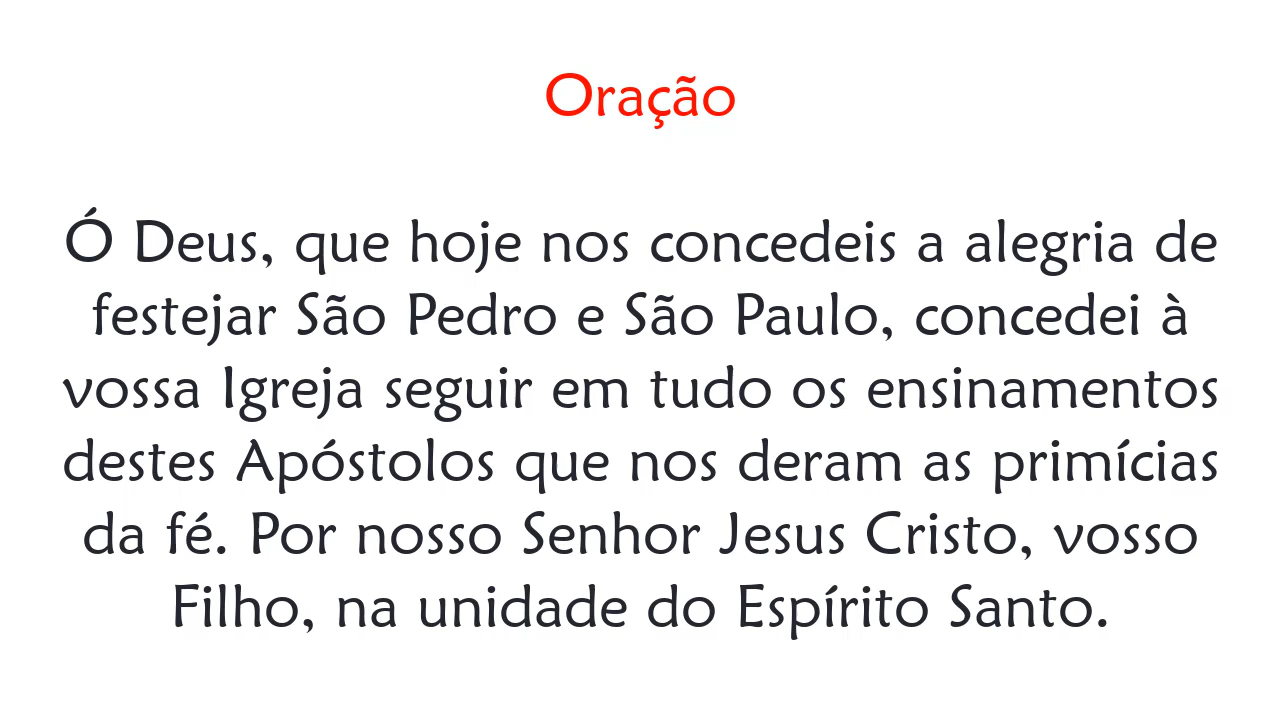 Oração
Ó Deus, que hoje nos concedeis a alegria de
festejar São Pedro e São Paulo, concedei à
vossa Igreja seguir em tudo os ensinamentos
destes Apóstolos que nos deram as primícias
da fé. Por nosso Senhor Jesus Cristo, vosso
Filho, na unidade do Espírito Santo.